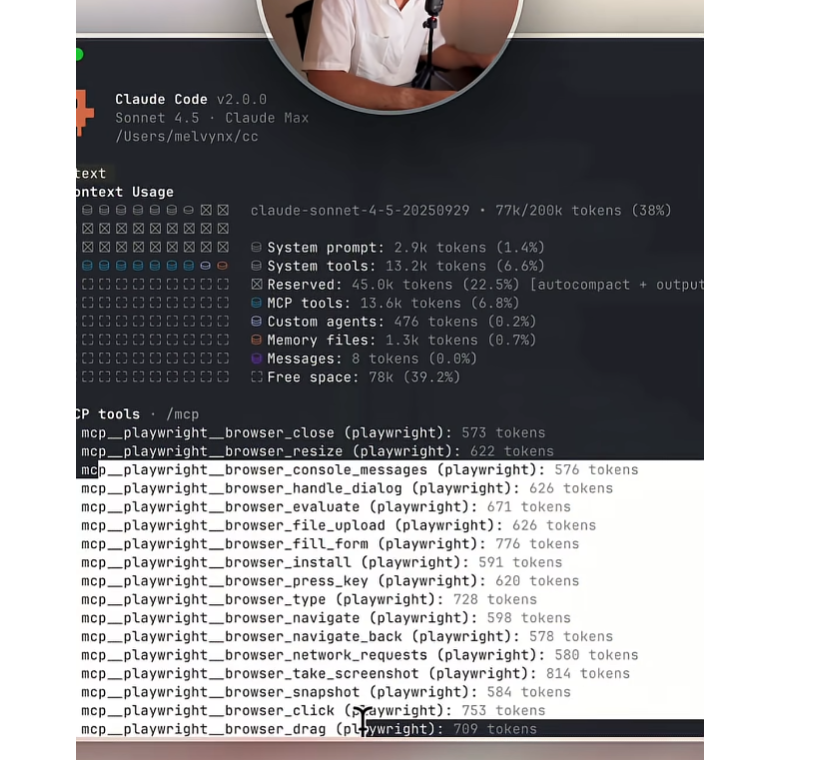 Claude Code v2.0.0
Sonnet 4.5 · Claude Max
/Users/melvynx/cc
text
ontext Usage
claude-sonnet-4-5-20250929 • 77k/200k tokens (38%)
System prompt: 2.9k tokens (1.4%)
System tools: 13.2k tokens (6.6%)
Reserved: 45.0k tokens (22.5%) [autocompact + output
MCP tools: 13.6k tokens (6.8%)
Custom agents: 476 tokens (0.2%)
Memory files: 1.3k tokens (0.7%)
Messages: 8 tokens (0.0%)
Free space: 78k (39.2%)
CP tools · /mcp
mcp__playwright__browser_close (playwright): 573 tokens
mcp__playwright__browser_resize (playwright): 622 tokens
mcp__playwright__browser_console_messages (playwright): 576 tokens
mcp__playwright__browser_handle_dialog (playwright): 626 tokens
mcp__playwright__browser_evaluate (playwright): 671 tokens
mcp__playwright__browser_file_upload (playwright): 626 tokens
mcp__playwright__browser_fill_form (playwright): 776 tokens
mcp__playwright__browser_install (playwright): 591 tokens
mcp__playwright__browser_press_key (playwright): 620 tokens
mcp__playwright__browser_type (playwright): 728 tokens
mcp__playwright__browser_navigate (playwright): 598 tokens
mcp__playwright__browser_navigate_back (playwright): 578 tokens
mcp__playwright__browser_network_requests (playwright): 580 tokens
mcp__playwright__browser_take_screenshot (playwright): 814 tokens
mcp__playwright__browser_snapshot (playwright): 584 tokens
mcp__playwright__browser_click (playwright): 753 tokens
mcp__playwright__browser_drag (playwright): 709 tokens